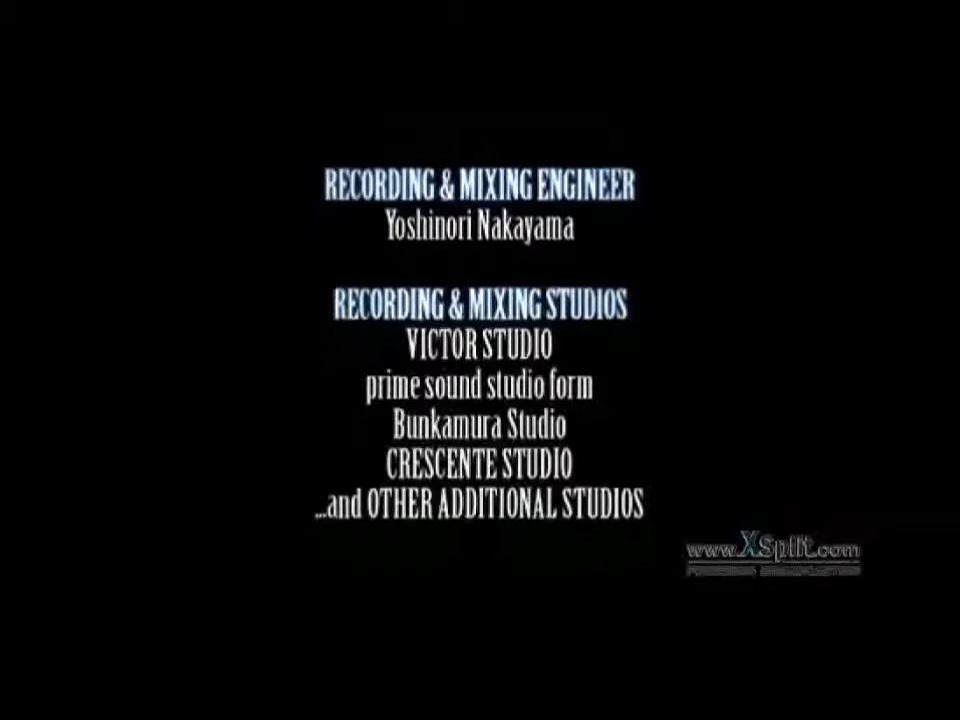 RECORDING & MIXING ENGINEER
Yoshinori Nakayama
RECORDING & MIXING STUDIOS
VICTOR STUDIO
prime sound studio form
Bunkamura Studio
CRESCENTE STUDIO
...and OTHER ADDITIONAL STUDIOS
www.XSplit.com